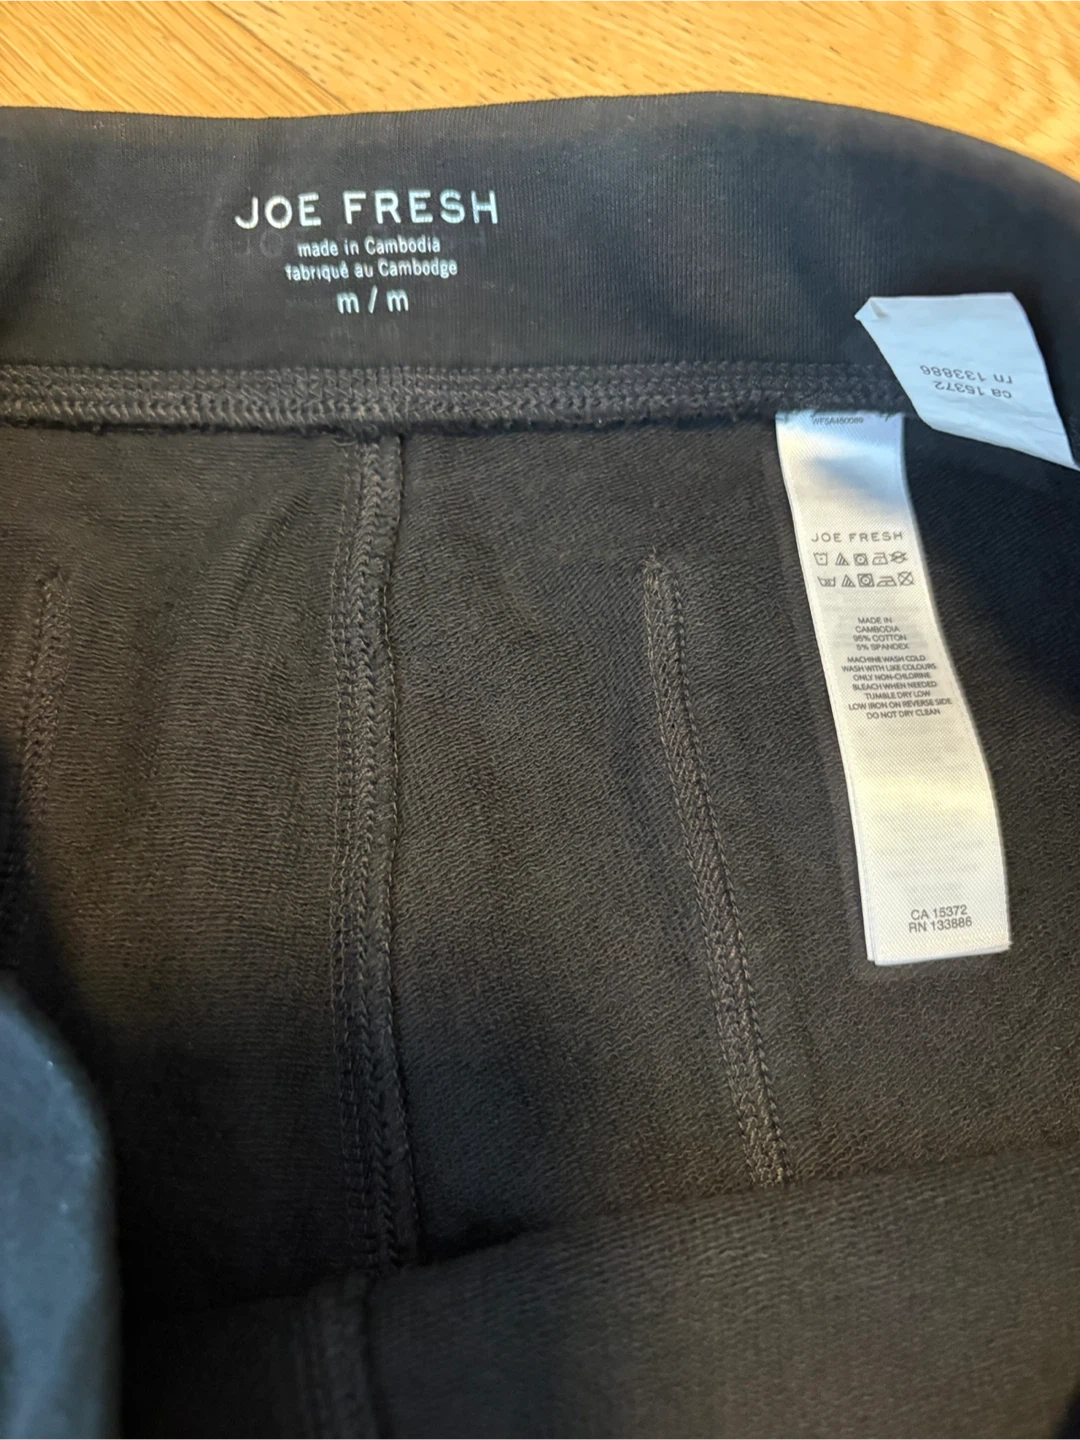 JOE FRESH
made in Cambodia
fabriqué au Cambodge
m / m
ca 15372
rn 133886
WF5A480089
JOE FRESH
MADE IN
CAMBODIA
95% COTTON
5% SPANDEX
MACHINE WASH COLD
WASH WITH LIKE COLOURS
ONLY NON-CHLORINE
BLEACH WHEN NEEDED
TUMBLE DRY LOW
LOW IRON ON REVERSE SIDE
DO NOT DRY CLEAN
CA 15372
RN 133886